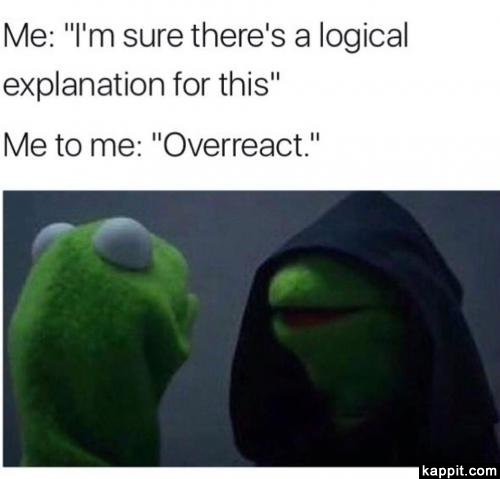 Me: "I'm sure there's a logical
explanation for this"
Me to me: "Overreact."
kappit.com